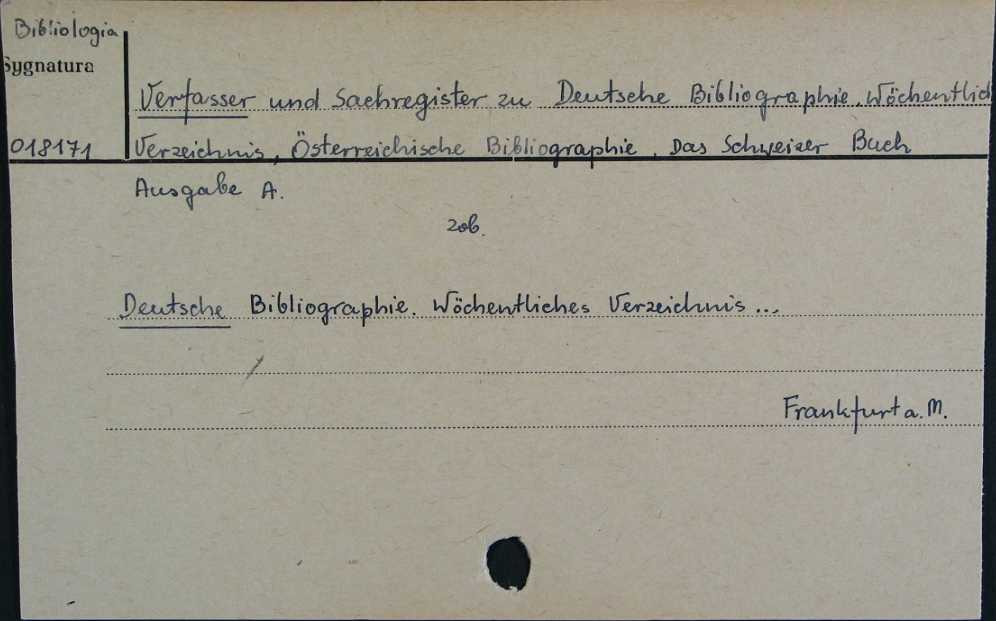 Bibliologia
Sygnatura
Verfasser und Sachregister zu Deutsche Bibliographie. Wöchentlich
018171 Verzeichnis, Österreichische Bibliographie, Das Schweizer Buch
Ausgabe A.
zob.
Deutsche Bibliographie. Wöchentliches Verzeichnis...
Frankfurt a. M.